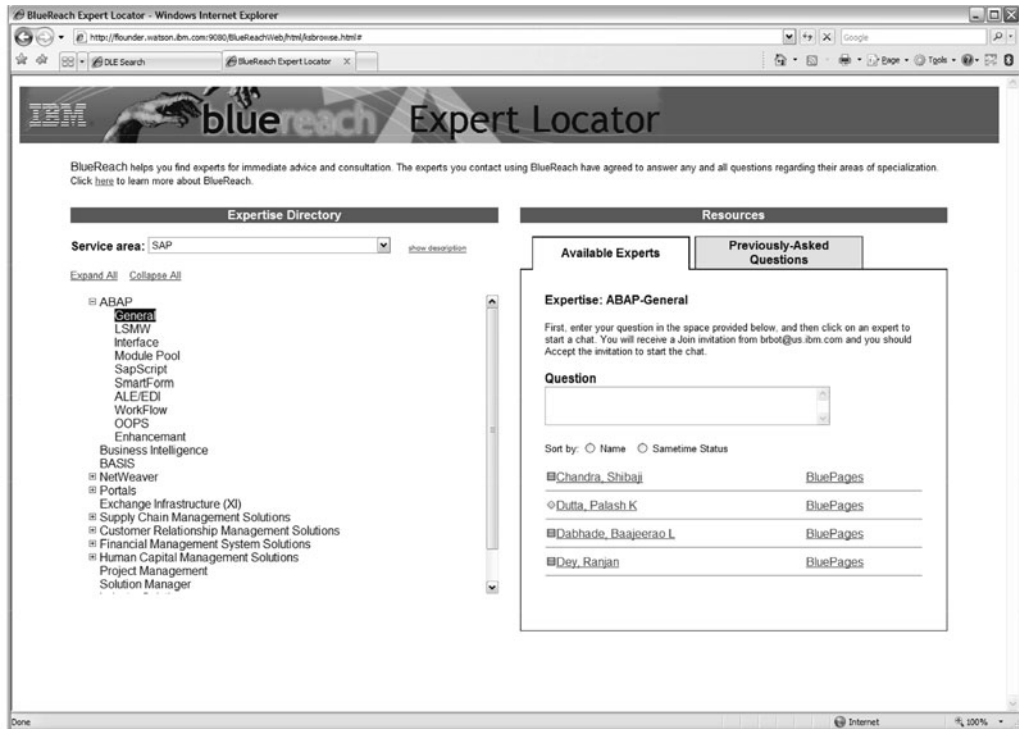 BlueReach Expert Locator - Windows Internet Explorer
http://flounder.watson.ibm.com:9080/BlueReachWeb/html/ksbrowse.html#
Google
DLE Search
BlueReach Expert Locator X
Page
Tools
IBM
bluereach Expert Locator
BlueReach helps you find experts for immediate advice and consultation. The experts you contact using BlueReach have agreed to answer any and all questions regarding their areas of specialization.
Click here to learn more about BlueReach.
Expertise Directory
Service area: SAP
show description
Expand All Collapse All
ABAP
General
LSMW
Interface
Module Pool
SapScript
SmartForm
ALE/EDI
WorkFlow
OOPS
Enhancemant
Business Intelligence
BASIS
NetWeaver
Portals
Exchange Infrastructure (XI)
Supply Chain Management Solutions
Customer Relationship Management Solutions
Financial Management System Solutions
Human Capital Management Solutions
Project Management
Solution Manager
Resources
Available Experts
Previously-Asked
Questions
Expertise: ABAP-General
First, enter your question in the space provided below, and then click on an expert to
start a chat. You will receive a Join invitation from brbot@us.ibm.com and you should
Accept the invitation to start the chat.
Question
Sort by: Name Sametime Status
Chandra, Shibaji BluePages
Dutta, Palash K BluePages
Dabhade, Baajeerao L BluePages
Dey, Ranjan BluePages
Done
Internet
100%